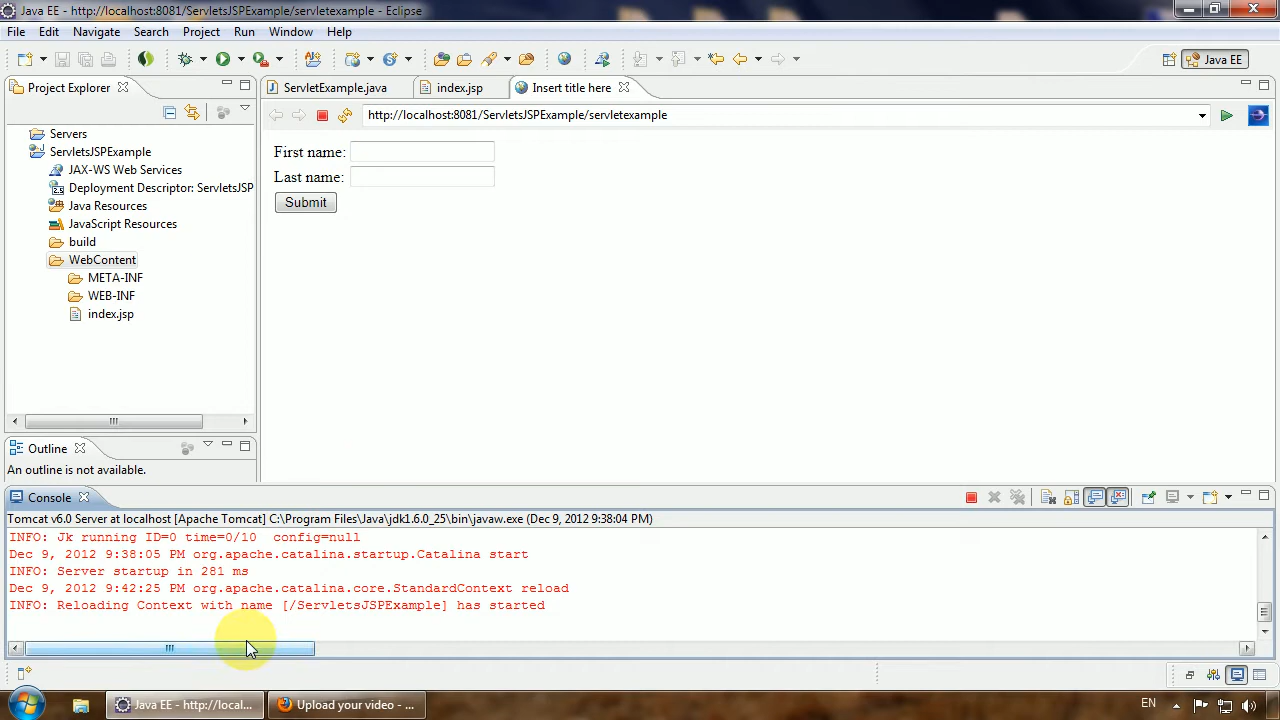 Java EE - http://localhost:8081/ServletsJSPExample/servletexample - Eclipse
File Edit Navigate Search Project Run Window Help
Java EE
Project Explorer
ServletExample.java index.jsp Insert title here
http://localhost:8081/ServletsJSPExample/servletexample
Servers
ServletsJSPExample
JAX-WS Web Services
Deployment Descriptor: ServletsJSP
Java Resources
JavaScript Resources
build
WebContent
META-INF
WEB-INF
index.jsp
First name:
Last name:
Submit
Outline
An outline is not available.
Console
Tomcat v6.0 Server at localhost [Apache Tomcat] C:\Program Files\Java\jdk1.6.0_25\bin\javaw.exe (Dec 9, 2012 9:38:04 PM)
INFO: Jk running ID=0 time=0/10 config=null
Dec 9, 2012 9:38:05 PM org.apache.catalina.startup.Catalina start
INFO: Server startup in 281 ms
Dec 9, 2012 9:42:25 PM org.apache.catalina.core.StandardContext reload
INFO: Reloading Context with name [/ServletsJSPExample] has started
Java EE - http://local... Upload your video - ... EN